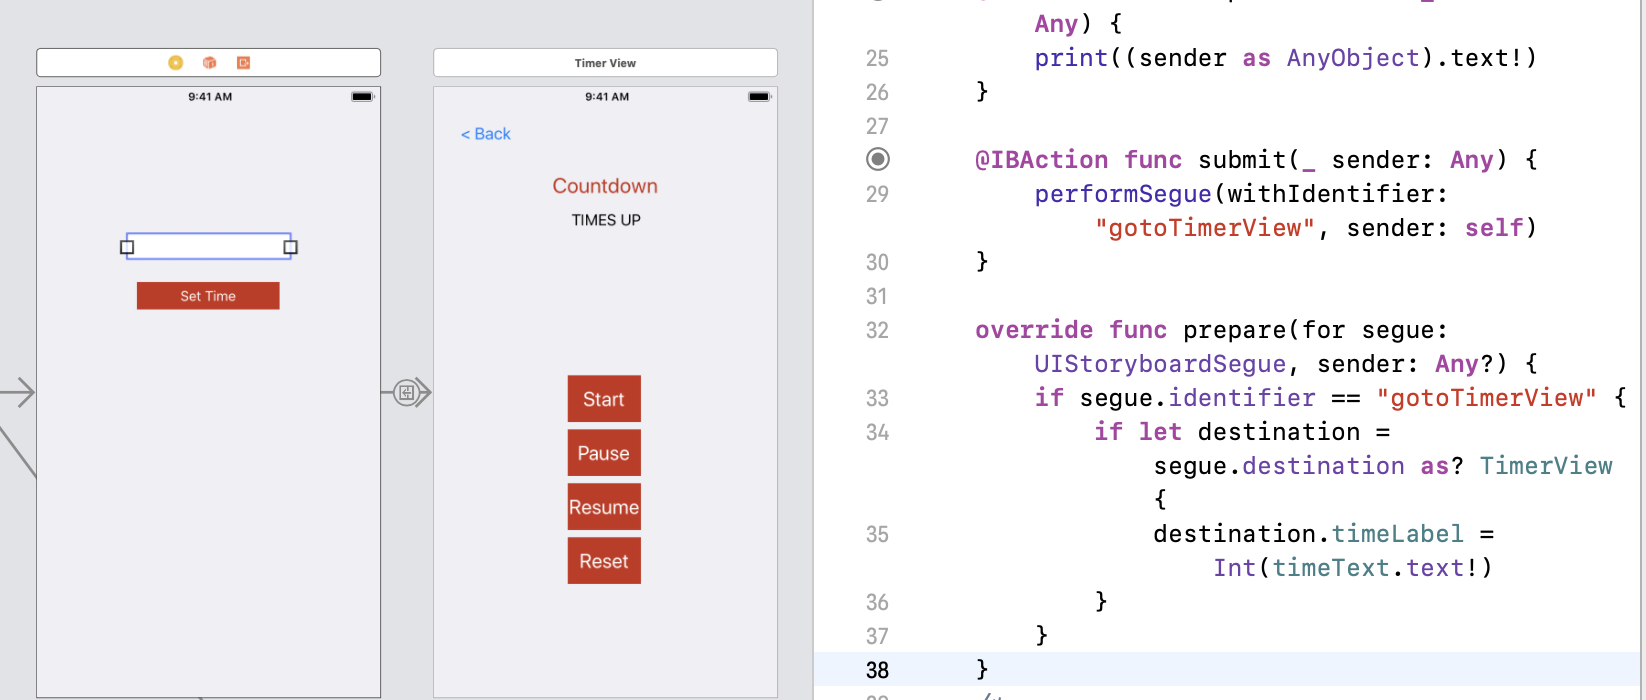 Timer View
9:41 AM
9:41 AM
< Back
Countdown
TIMES UP
Set Time
Start
Pause
Resume
Reset
Any) {
25 print((sender as AnyObject).text!)
26 }
27
@IBAction func submit(_ sender: Any) {
29 performSegue(withIdentifier:
"gotoTimerView", sender: self)
30 }
31
32 override func prepare(for segue:
UIStoryboardSegue, sender: Any?) {
33 if segue.identifier == "gotoTimerView" {
34 if let destination =
segue.destination as? TimerView
{
35 destination.timeLabel =
Int(timeText.text!)
36 }
37 }
38 }